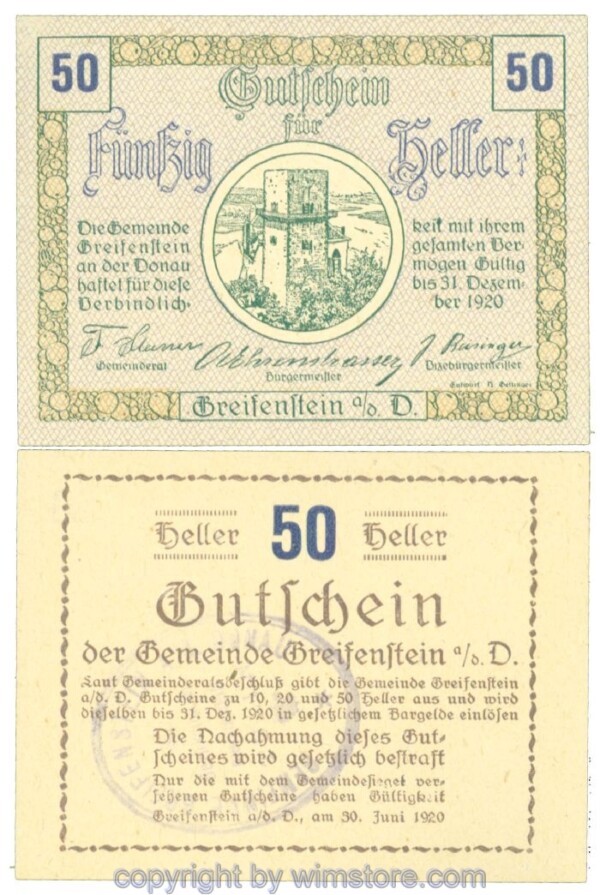 50
50
Gutschein
für
Fünfzig
Heller
Die Gemeinde
Greifenstein
an der Donau
haftet für diese
Verbindlich-
keit mit ihrem
gesamten Ver-
mögen Gültig
bis 31. Dezem-
ber 1920
Gemeinderat
Bürgermeister
Vizebürgermeister
Entwurf
Greifenstein a/d. D.
Heller
50
Heller
Gutschein
der Gemeinde Greifenstein a/d. D.
Laut Gemeinderatsbeschluß gibt die Gemeinde Greifenstein
a/d. D. Gutscheine zu 10, 20 und 50 Heller aus und wird
dieselben bis 31. Dez. 1920 in gesetzlichem Bargelde einlösen
Die Nachahmung dieses Gut-
scheines wird gesetzlich bestraft
Nur die mit dem Gemeindesiegel ver-
sehenen Gutscheine haben Gültigkeit
Greifenstein a/d. D., am 30. Juni 1920
copyright by wimstore.com